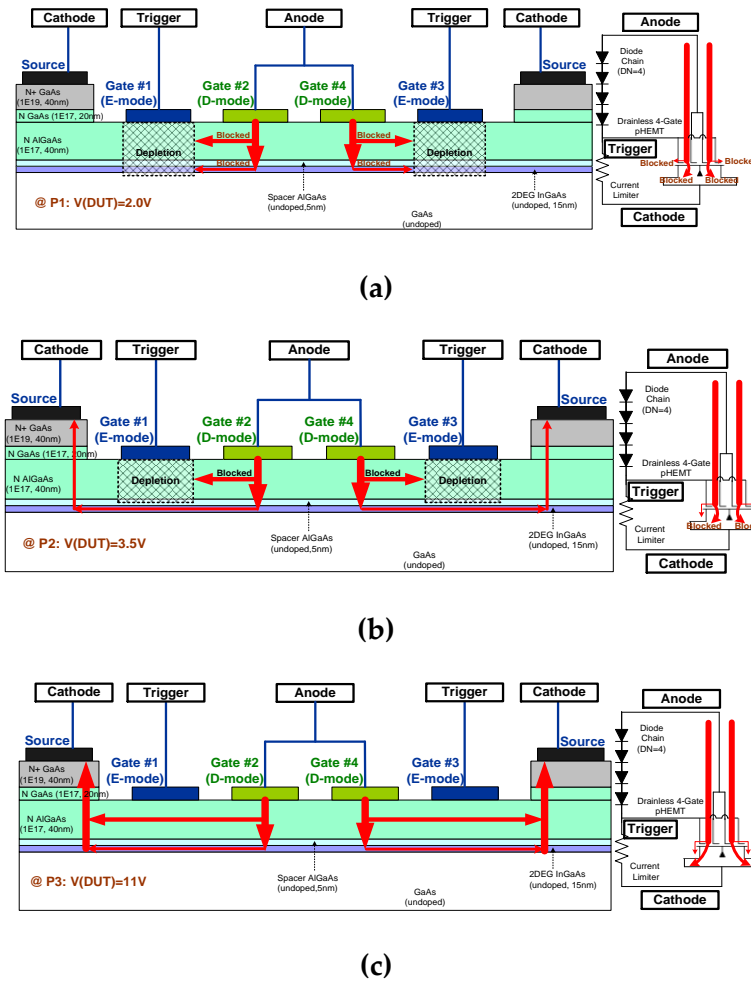 Cathode Trigger Anode Trigger Cathode Anode
Source Source
Diode
Chain
(DN=4)
Gate #1
(E-mode)
Gate #2
(D-mode)
Gate #4
(D-mode)
Gate #3
(E-mode)
N+ GaAs
(1E19, 40nm)
N GaAs (1E17, 20nm)
N AlGaAs
(1E17, 40nm)
Blocked Blocked
Depletion Depletion
Blocked Blocked
Drainless 4-Gate
pHEMT
Trigger
Blocked Blocked
Blocked Blocked
Current
Limiter
Cathode
@ P1: V(DUT)=2.0V
Spacer AlGaAs
(undoped,5nm)
GaAs
(undoped)
2DEG InGaAs
(undoped, 15nm)
(a)
Cathode Trigger Anode Trigger Cathode Anode
Source Source
Diode
Chain
(DN=4)
Gate #1
(E-mode)
Gate #2
(D-mode)
Gate #4
(D-mode)
Gate #3
(E-mode)
N+ GaAs
(1E19, 40nm)
N GaAs (1E17, 20nm)
N AlGaAs
(1E17, 40nm)
Blocked Blocked
Depletion Depletion
Drainless 4-Gate
pHEMT
Trigger
Blocked Bloc
Current
Limiter
Cathode
@ P2: V(DUT)=3.5V
Spacer AlGaAs
(undoped,5nm)
GaAs
(undoped)
2DEG InGaAs
(undoped, 15nm)
(b)
Cathode Trigger Anode Trigger Cathode Anode
Source Source
Diode
Chain
(DN=4)
Gate #1
(E-mode)
Gate #2
(D-mode)
Gate #4
(D-mode)
Gate #3
(E-mode)
N+ GaAs
(1E19, 40nm)
N GaAs (1E17, 20nm)
N AlGaAs
(1E17, 40nm)
Drainless 4-Gate
pHEMT
Trigger
Current
Limiter
Cathode
@ P3: V(DUT)=11V
Spacer AlGaAs
(undoped,5nm)
GaAs
(undoped)
2DEG InGaAs
(undoped, 15nm)
(c)